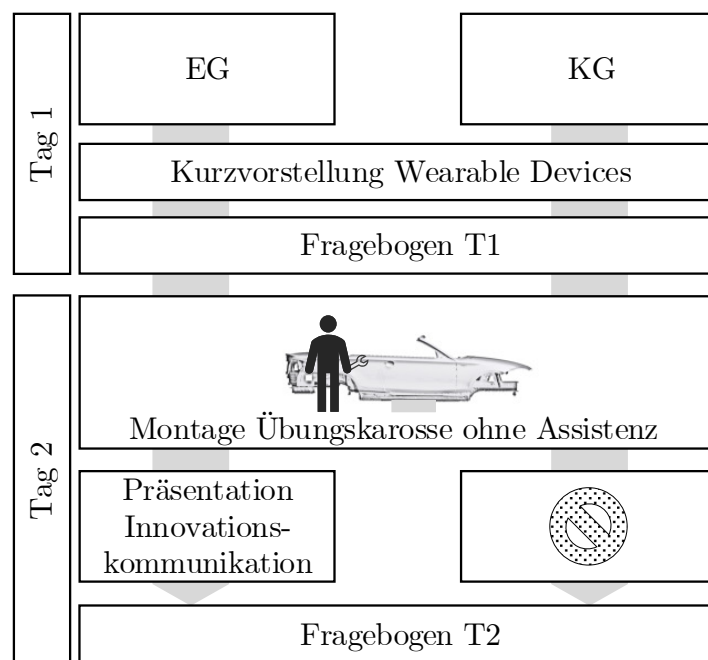 Tag 1
EG
KG
Kurzvorstellung Wearable Devices
Fragebogen T1
Tag 2
Montage Übungskarosse ohne Assistenz
Präsentation
Innovations-
kommunikation
Fragebogen T2